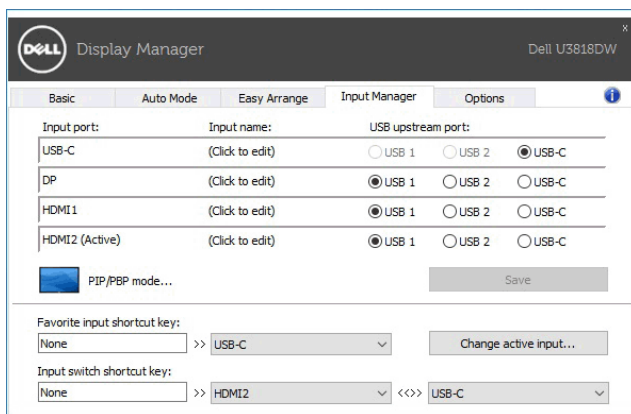 x
DELL Display Manager Dell U3818DW
Basic Auto Mode Easy Arrange Input Manager Options i
Input port: Input name: USB upstream port:
USB-C (Click to edit) USB 1 USB 2 USB-C
DP (Click to edit) USB 1 USB 2 USB-C
HDMI1 (Click to edit) USB 1 USB 2 USB-C
HDMI2 (Active) (Click to edit) USB 1 USB 2 USB-C
PIP/PBP mode... Save
Favorite input shortcut key:
None >> USB-C Change active input...
Input switch shortcut key:
None >> HDMI2 <<>> USB-C